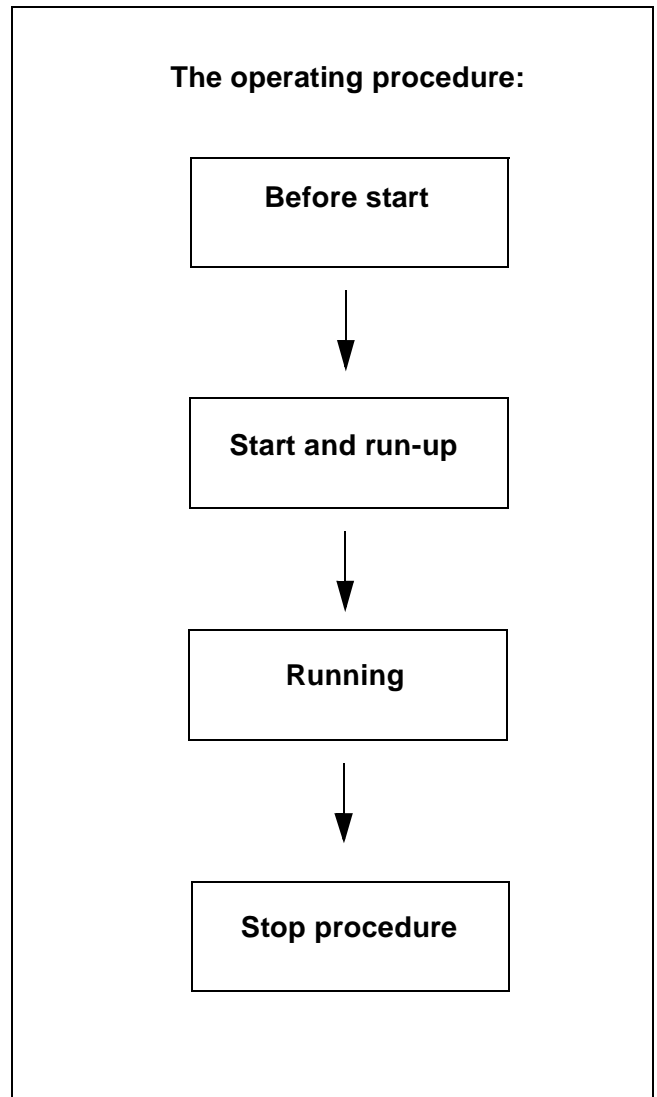 The operating procedure:
Before start
Start and run-up
Running
Stop procedure